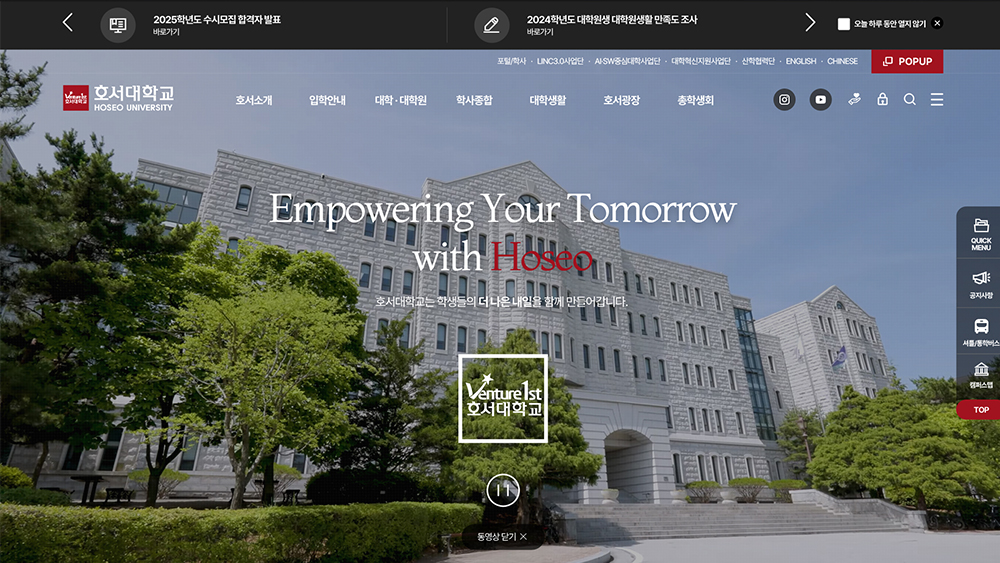 2025학년도 수시모집 합격자 발표
바로가기
2024학년도 대학원생 대학원생활 만족도 조사
바로가기
오늘 하루 동안 열지 않기
포털/학사 · LINC3.0사업단 · AI·SW중심대학사업단 · 대학혁신지원사업단 · 산학협력단 · ENGLISH · CHINESE
POPUP
Venture1st
호서대학교
호서대학교
HOSEO UNIVERSITY
호서소개 입학안내 대학·대학원 학사종합 대학생활 호서광장 총학생회
Empowering Your Tomorrow
with Hoseo
호서대학교는 학생들의 더 나은 내일을 함께 만들어갑니다.
Venture1st
호서대학교
동영상 닫기
QUICK
MENU
공지사항
셔틀/통학버스
캠퍼스맵
TOP